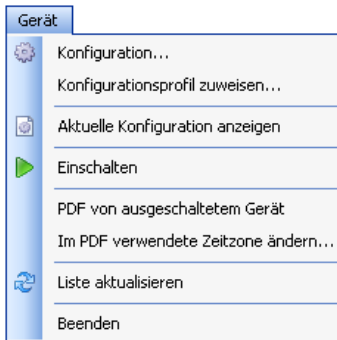 Gerät
Konfiguration...
Konfigurationsprofil zuweisen...
Aktuelle Konfiguration anzeigen
Einschalten
PDF von ausgeschaltetem Gerät
Im PDF verwendete Zeitzone ändern...
Liste aktualisieren
Beenden